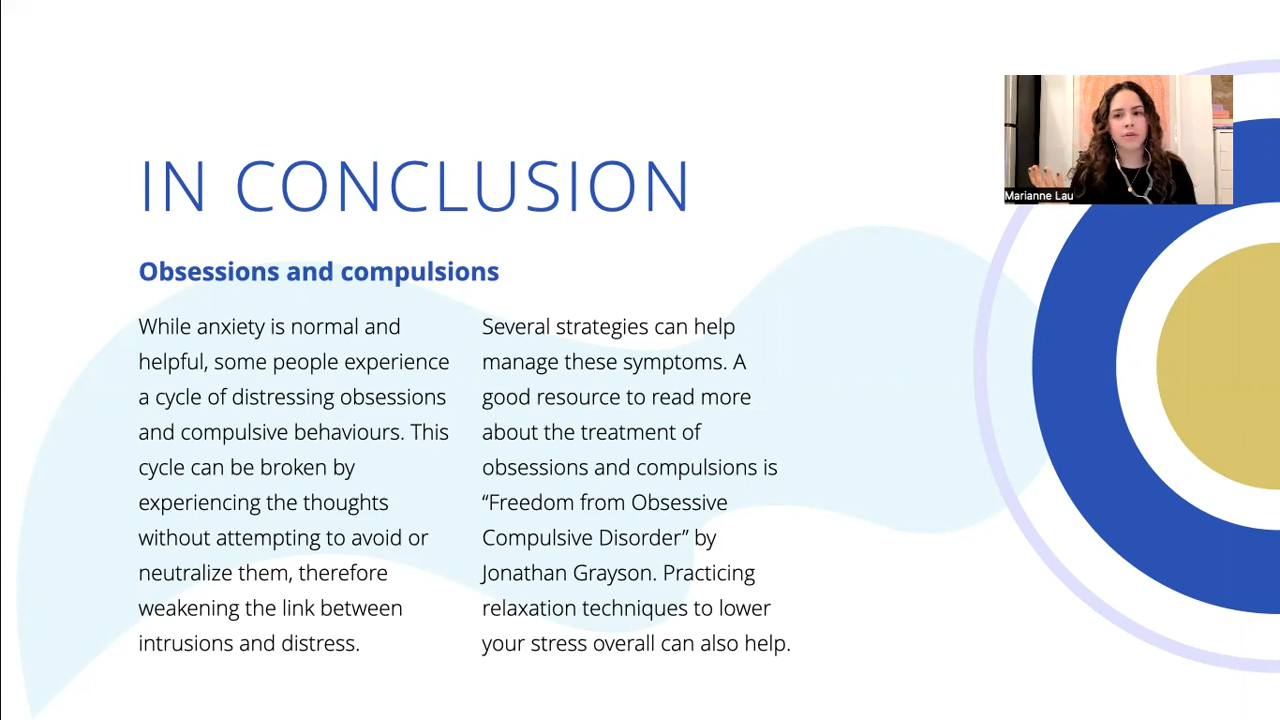 IN CONCLUSION
Obsessions and compulsions
While anxiety is normal and
helpful, some people experience
a cycle of distressing obsessions
and compulsive behaviours. This
cycle can be broken by
experiencing the thoughts
without attempting to avoid or
neutralize them, therefore
weakening the link between
intrusions and distress.
Several strategies can help
manage these symptoms. A
good resource to read more
about the treatment of
obsessions and compulsions is
“Freedom from Obsessive
Compulsive Disorder” by
Jonathan Grayson. Practicing
relaxation techniques to lower
your stress overall can also help.
Marianne Lau